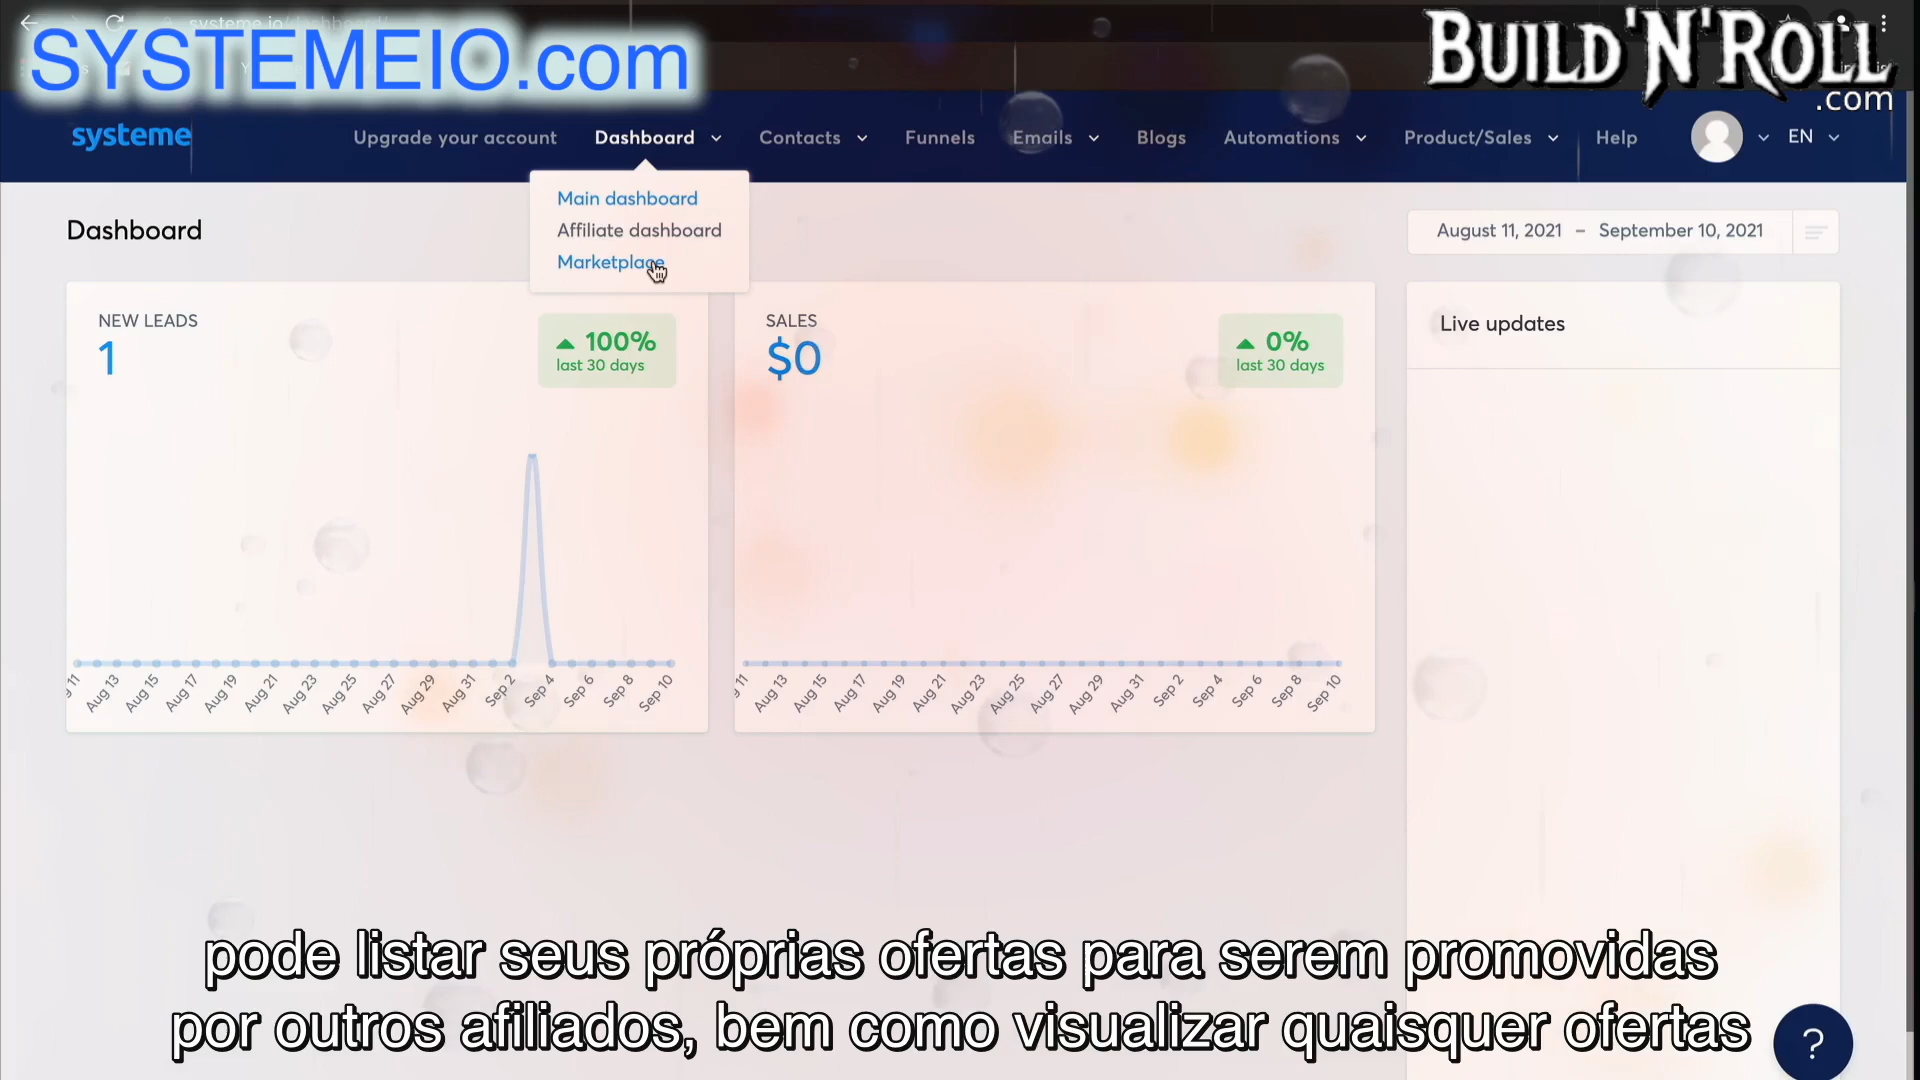 systeme.io/dashboard
SYSTEMEIO.com
BUILD'N'ROLL
.com
systeme
Upgrade your account
Dashboard
Contacts
Funnels
Emails
Blogs
Automations
Product/Sales
Help
EN
Main dashboard
Affiliate dashboard
Marketplace
Dashboard
August 11, 2021 – September 10, 2021
NEW LEADS
1
100%
last 30 days
Aug 13 Aug 15 Aug 17 Aug 19 Aug 21 Aug 23 Aug 25 Aug 27 Aug 29 Aug 31 Sep 2 Sep 4 Sep 6 Sep 8 Sep 10
SALES
$0
0%
last 30 days
Aug 13 Aug 15 Aug 17 Aug 19 Aug 21 Aug 23 Aug 25 Aug 27 Aug 29 Aug 31 Sep 2 Sep 4 Sep 6 Sep 8 Sep 10
Live updates
pode listar seus próprias ofertas para serem promovidas
por outros afiliados, bem como visualizar quaisquer ofertas
?